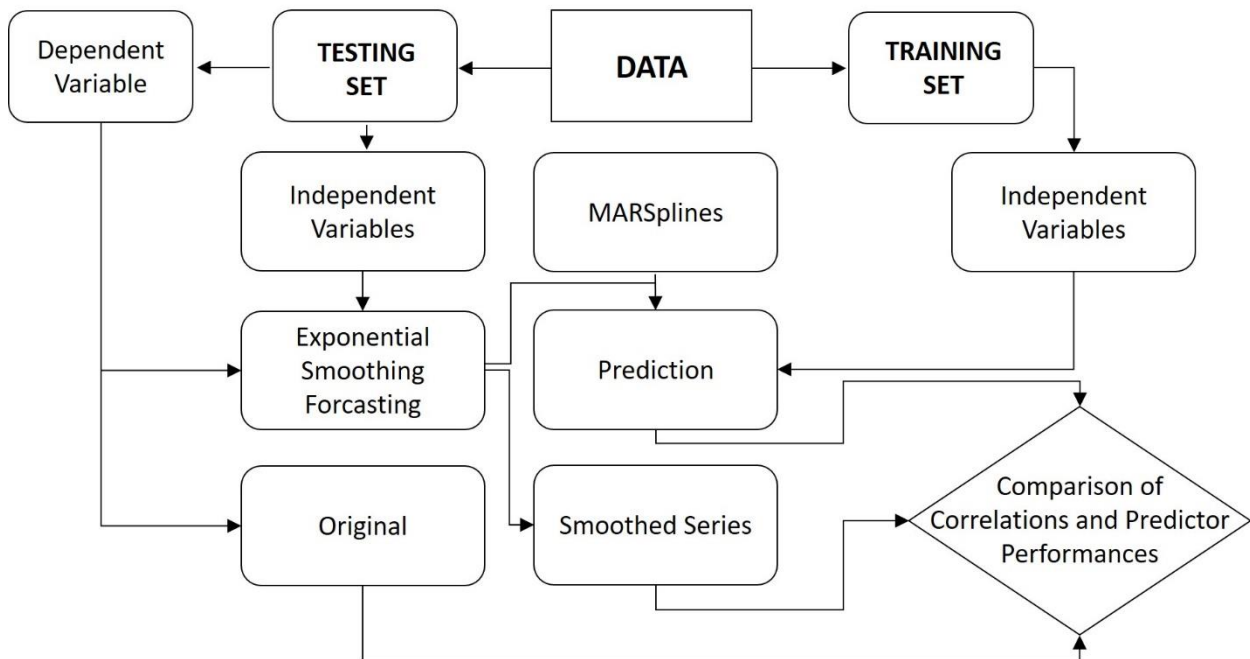 Dependent
Variable
TESTING
SET
DATA
TRAINING
SET
Independent
Variables
MARSplines
Independent
Variables
Exponential
Smoothing
Forcasting
Prediction
Original
Smoothed Series
Comparison of
Correlations and Predictor
Performances